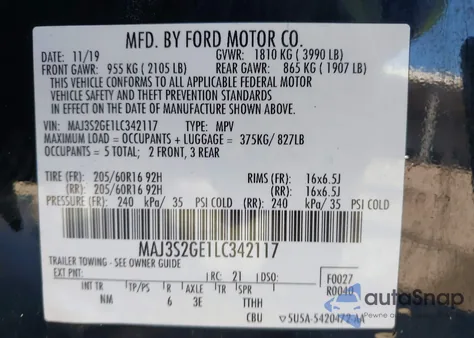 MFD. BY FORD MOTOR CO.
DATE: 11/19 GVWR: 1810 KG ( 3990 LB)
FRONT GAWR: 955 KG ( 2105 LB) REAR GAWR: 865 KG ( 1907 LB)
THIS VEHICLE CONFORMS TO ALL APPLICABLE FEDERAL MOTOR
VEHICLE SAFETY AND THEFT PREVENTION STANDARDS
IN EFFECT ON THE DATE OF MANUFACTURE SHOWN ABOVE.
VIN: MAJ3S2GE1LC342117 TYPE: MPV
MAXIMUM LOAD = OCCUPANTS + LUGGAGE = 375KG/ 827LB
OCCUPANTS = 5 TOTAL; 2 FRONT, 3 REAR
TIRE (FR): 205/60R16 92H RIMS (FR): 16x6.5J
(RR): 205/60R16 92H (RR): 16x6.5J
PRESSURE (FR): 240 kPa/ 35 PSI COLD (RR): 240 kPa/ 35 PSI COLD
MAJ3S2GE1LC342117
TRAILER TOWING - SEE OWNER GUIDE
EXT PNT: RC: 21 DSO: F0027
R0040
INT TR TP/PS R AXLE TR SPR
NM 6 3E TTHH
CBU
autoSnap
Pewne auto z